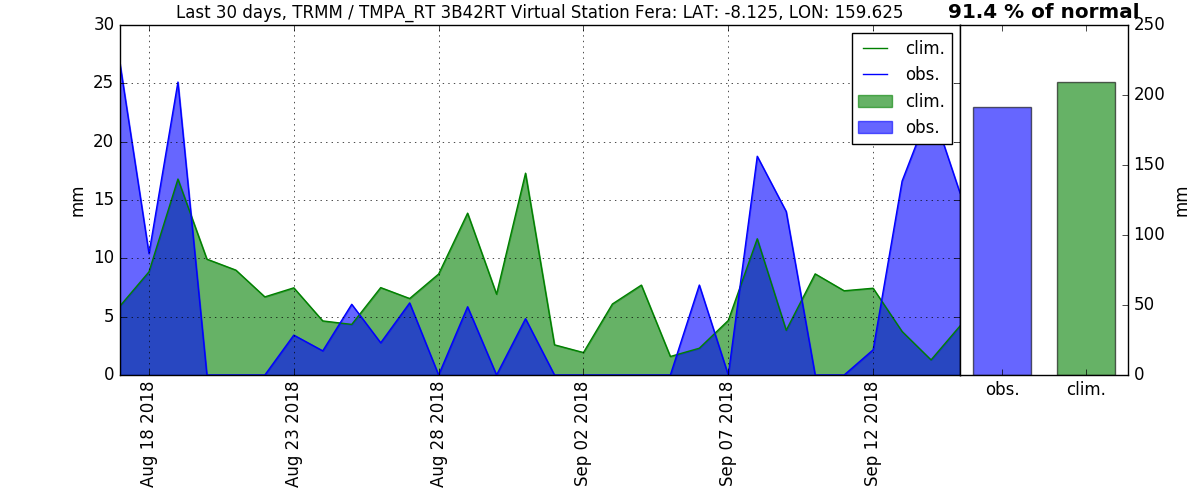 Last 30 days, TRMM / TMPA_RT 3B42RT Virtual Station Fera: LAT: -8.125, LON: 159.625
91.4 % of normal
30
25
20
15
10
5
0
mm
clim.
obs.
clim.
obs.
Aug 18 2018
Aug 23 2018
Aug 28 2018
Sep 02 2018
Sep 07 2018
Sep 12 2018
250
200
150
100
50
0
mm
obs.
clim.